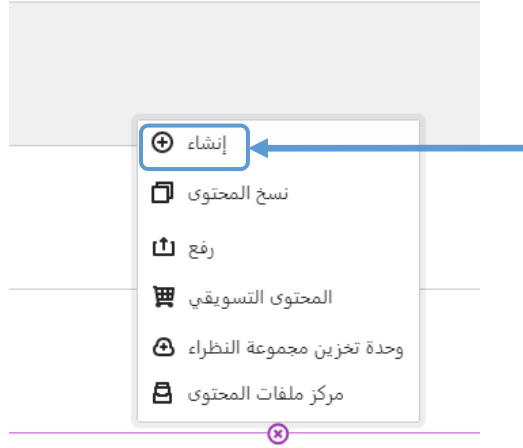 إنشاء
نسخ المحتوى
رفع
المحتوى التسويقي
وحدة تخزين مجموعة النظراء
مركز ملفات المحتوى